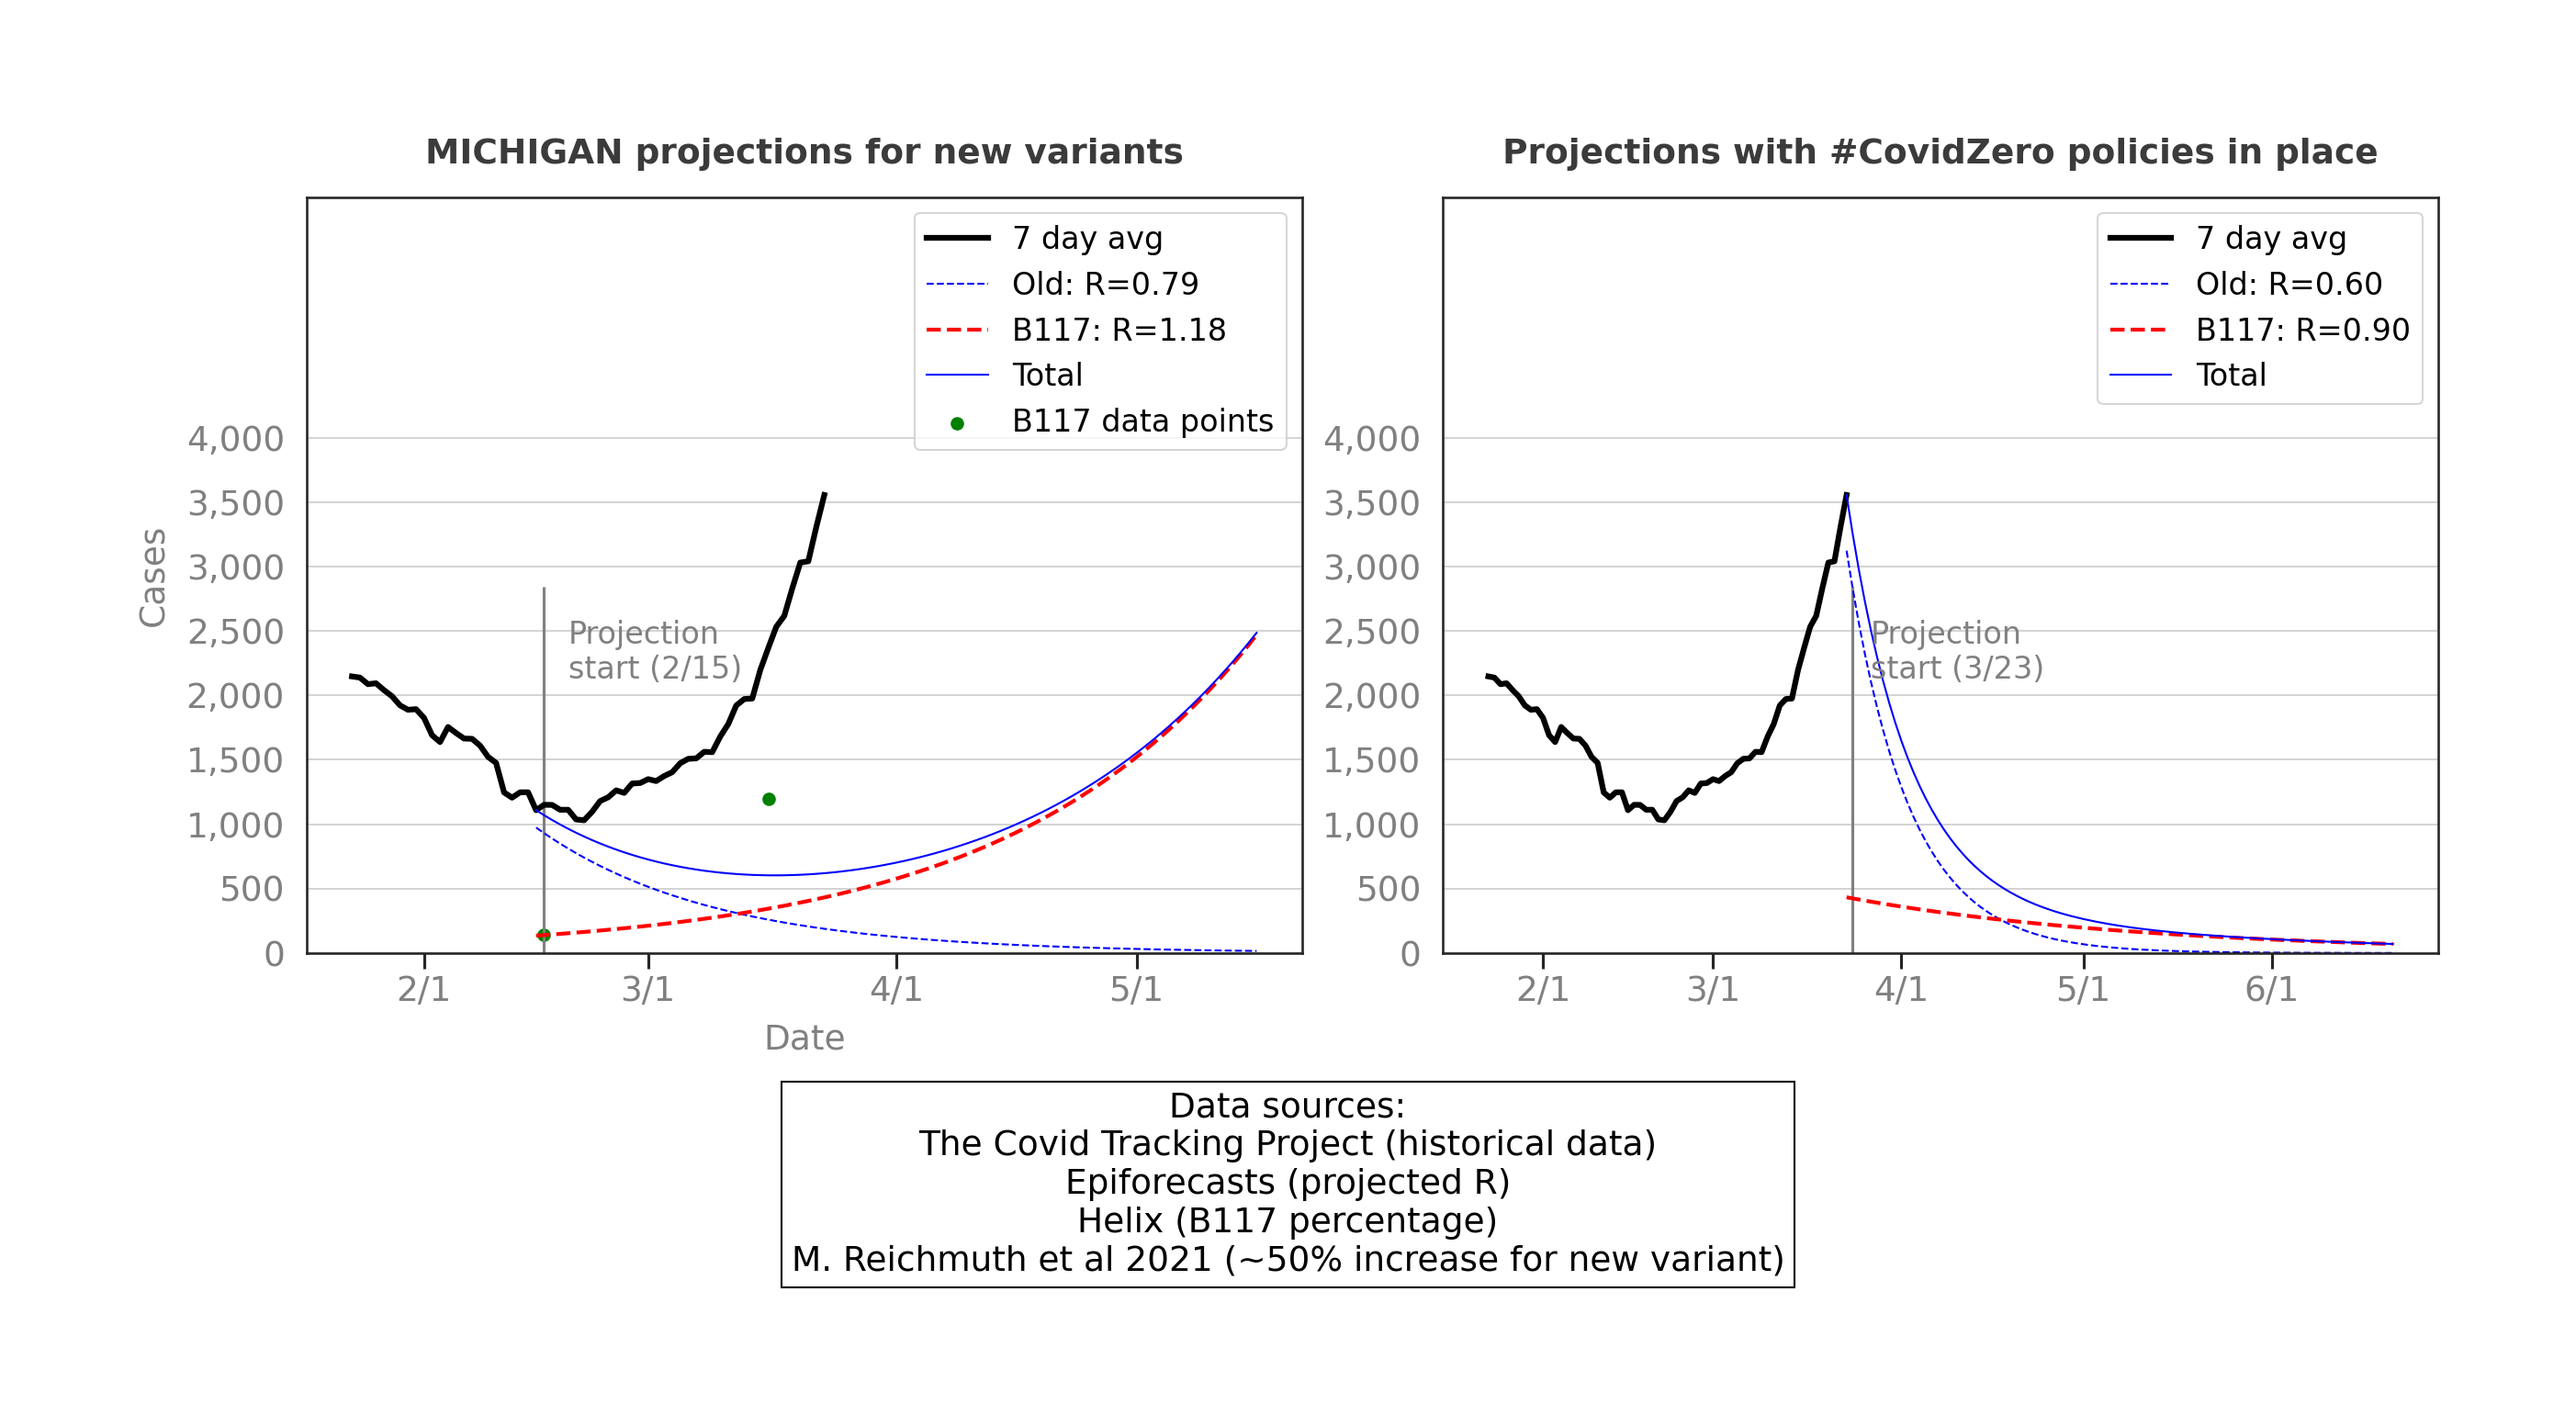 MICHIGAN projections for new variants
7 day avg
Old: R=0.79
B117: R=1.18
Total
B117 data points
4,000
3,500
3,000
2,500
2,000
1,500
1,000
500
0
Cases
Projection
start (2/15)
2/1
3/1
4/1
5/1
Date
Projections with #CovidZero policies in place
7 day avg
Old: R=0.60
B117: R=0.90
Total
4,000
3,500
3,000
2,500
2,000
1,500
1,000
500
0
Projection
start (3/23)
2/1
3/1
4/1
5/1
6/1
Data sources:
The Covid Tracking Project (historical data)
Epiforecasts (projected R)
Helix (B117 percentage)
M. Reichmuth et al 2021 (~50% increase for new variant)